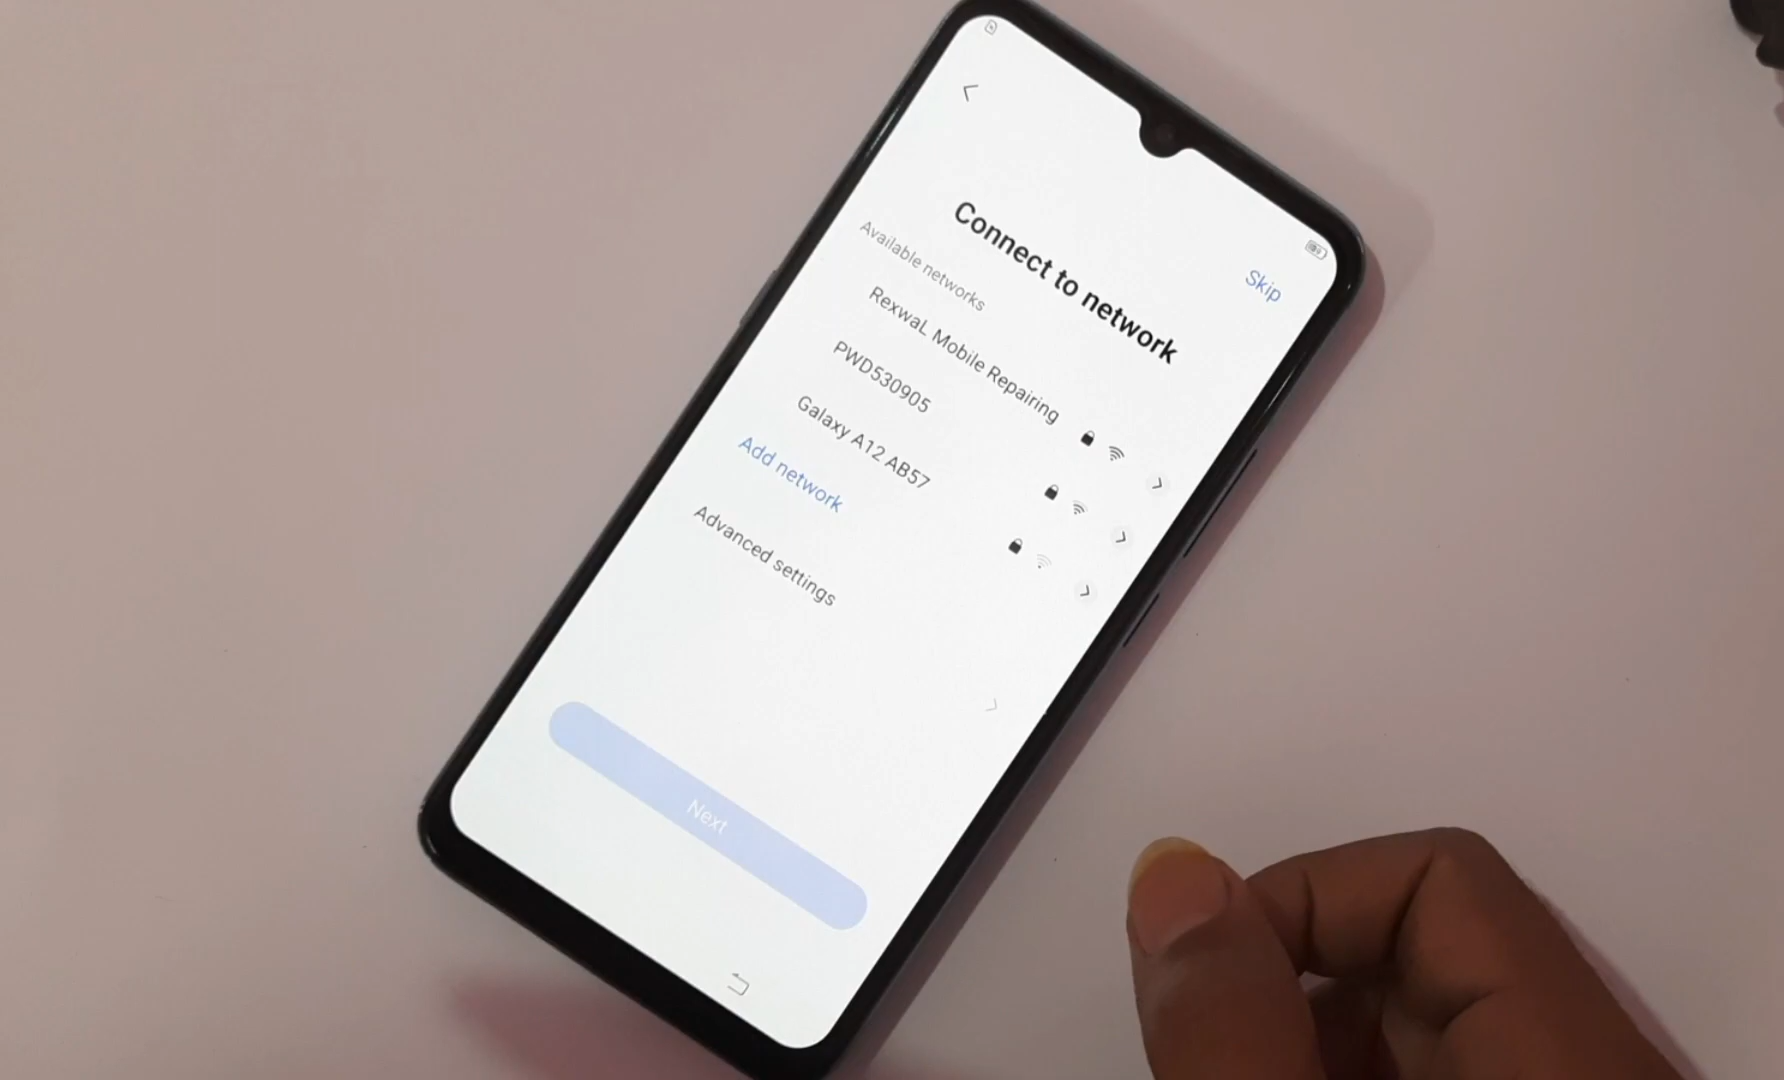 Skip
Connect to network
Available networks
RexwaL Mobile Repairing
PWD530905
Galaxy A12 AB57
Add network
Advanced settings
Next